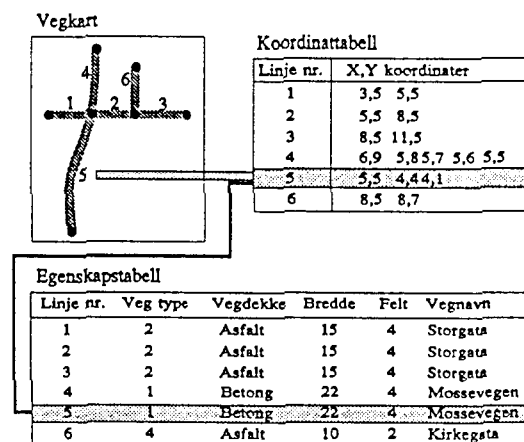 Vegkart
4
6
1
2
3
5
Koordinattabell
Linje nr. X,Y koordinater
1 3,5 5,5
2 5,5 8,5
3 8,5 11,5
4 6,9 5,8 5,7 5,6 5,5
5 5,5 4,4 4,1
6 8,5 8,7
Egenskapstabell
Linje nr. Veg type Vegdekke Bredde Felt Vegnavn
1 2 Asfalt 15 4 Storgata
2 2 Asfalt 15 4 Storgata
3 2 Asfalt 15 4 Storgata
4 1 Betong 22 4 Mossevegen
5 1 Betong 22 4 Mossevegen
6 4 Asfalt 10 2 Kirkegata